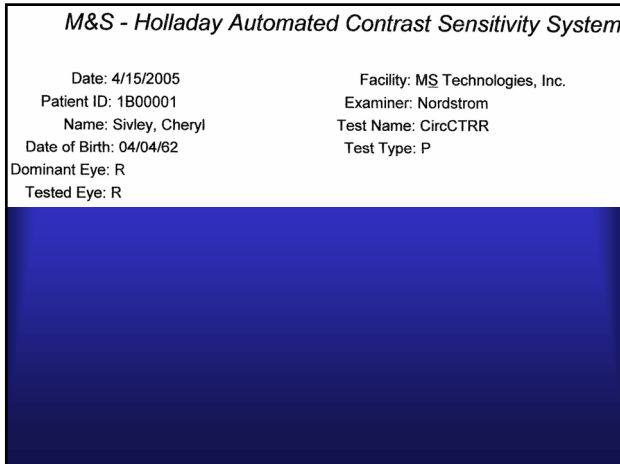 M&S - Holladay Automated Contrast Sensitivity System
Date: 4/15/2005
Patient ID: 1B00001
Name: Sivley, Cheryl
Date of Birth: 04/04/62
Dominant Eye: R
Tested Eye: R
Facility: MS Technologies, Inc.
Examiner: Nordstrom
Test Name: CircCTRR
Test Type: P